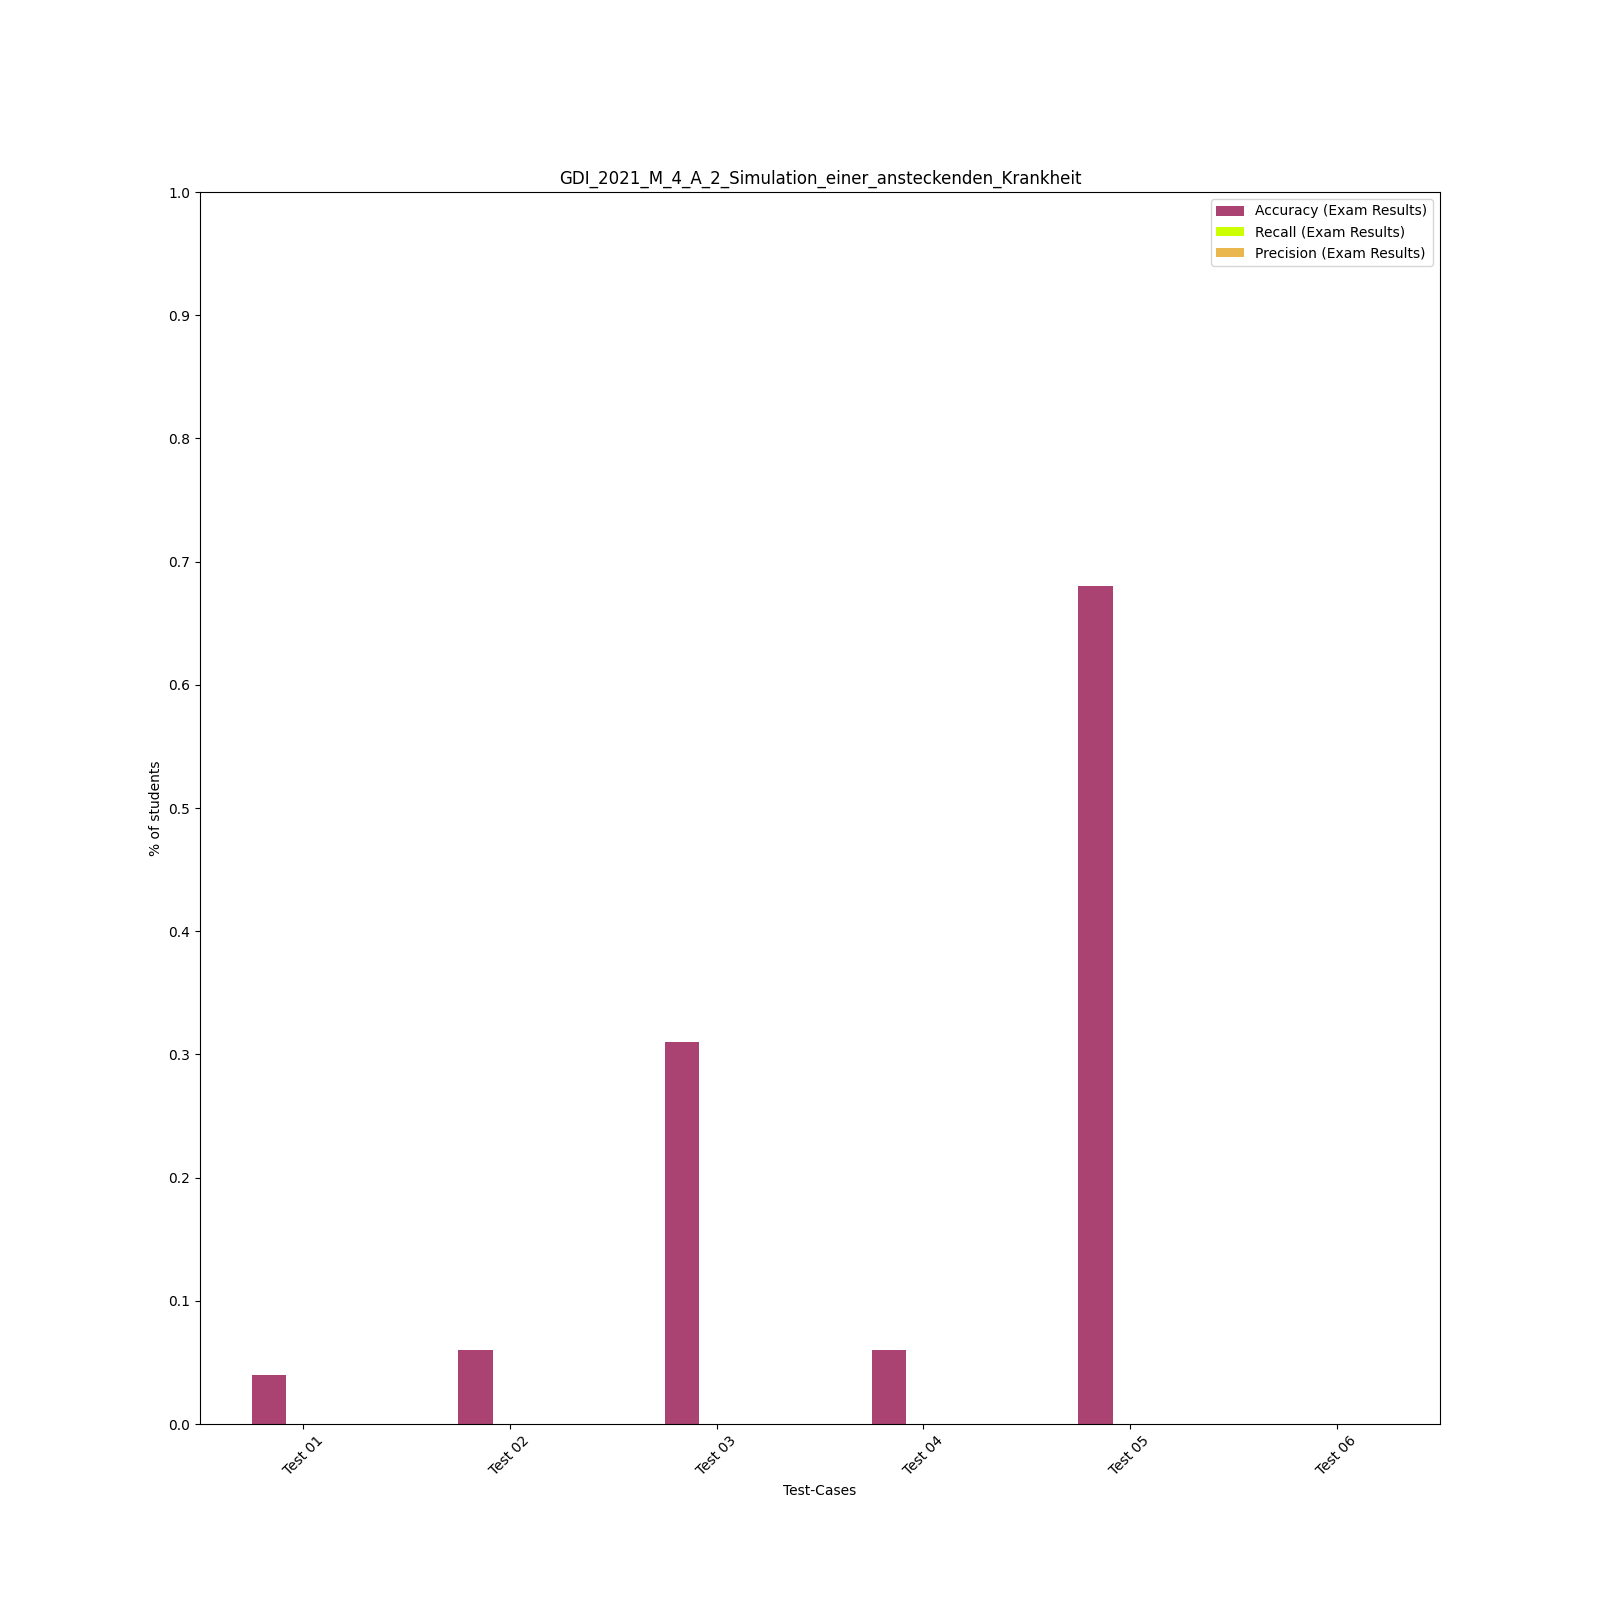 GDI_2021_M_4_A_2_Simulation_einer_ansteckenden_Krankheit
Accuracy (Exam Results)
Recall (Exam Results)
Precision (Exam Results)
1.0
0.9
0.8
0.7
0.6
0.5
0.4
0.3
0.2
0.1
0.0
% of students
Test 01
Test 02
Test 03
Test 04
Test 05
Test 06
Test-Cases